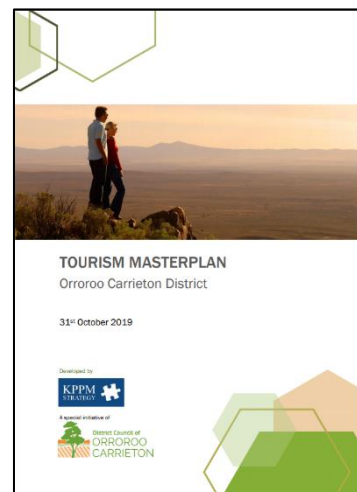 TOURISM MASTERPLAN
Orroroo Carrieton District
31st October 2019
Developed by
KPPM
STRATEGY
A special initiative of
District Council of
ORROROO
CARRIETON